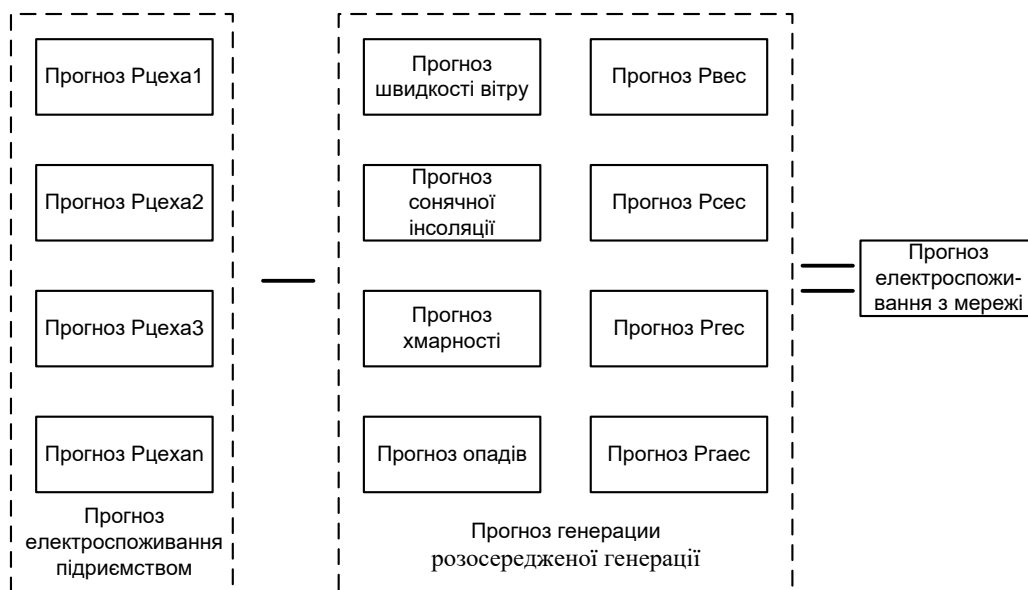 Прогноз Рцеха1
Прогноз Рцеха2
Прогноз Рцеха3
Прогноз Рцехаn
Прогноз
електроспоживання
підриємством
Прогноз
швидкості вітру
Прогноз
сонячної
інсоляції
Прогноз
хмарності
Прогноз опадів
Прогноз Рвес
Прогноз Рсес
Прогноз Ргес
Прогноз Ргаес
Прогноз генерации
розосередженої генерації
Прогноз
електроспожи-
вання з мережі